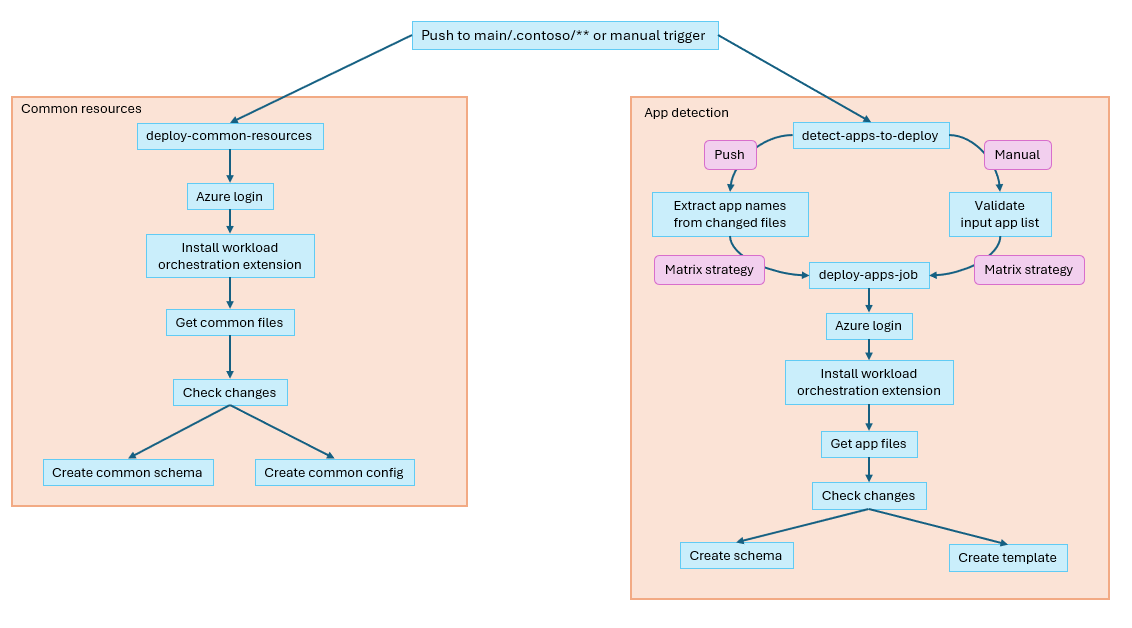 Push to main/.contoso/** or manual trigger
Common resources
deploy-common-resources
Azure login
Install workload
orchestration extension
Get common files
Check changes
Create common schema
Create common config
App detection
detect-apps-to-deploy
Push
Manual
Extract app names
from changed files
Validate
input app list
Matrix strategy
Matrix strategy
deploy-apps-job
Azure login
Install workload
orchestration extension
Get app files
Check changes
Create schema
Create template